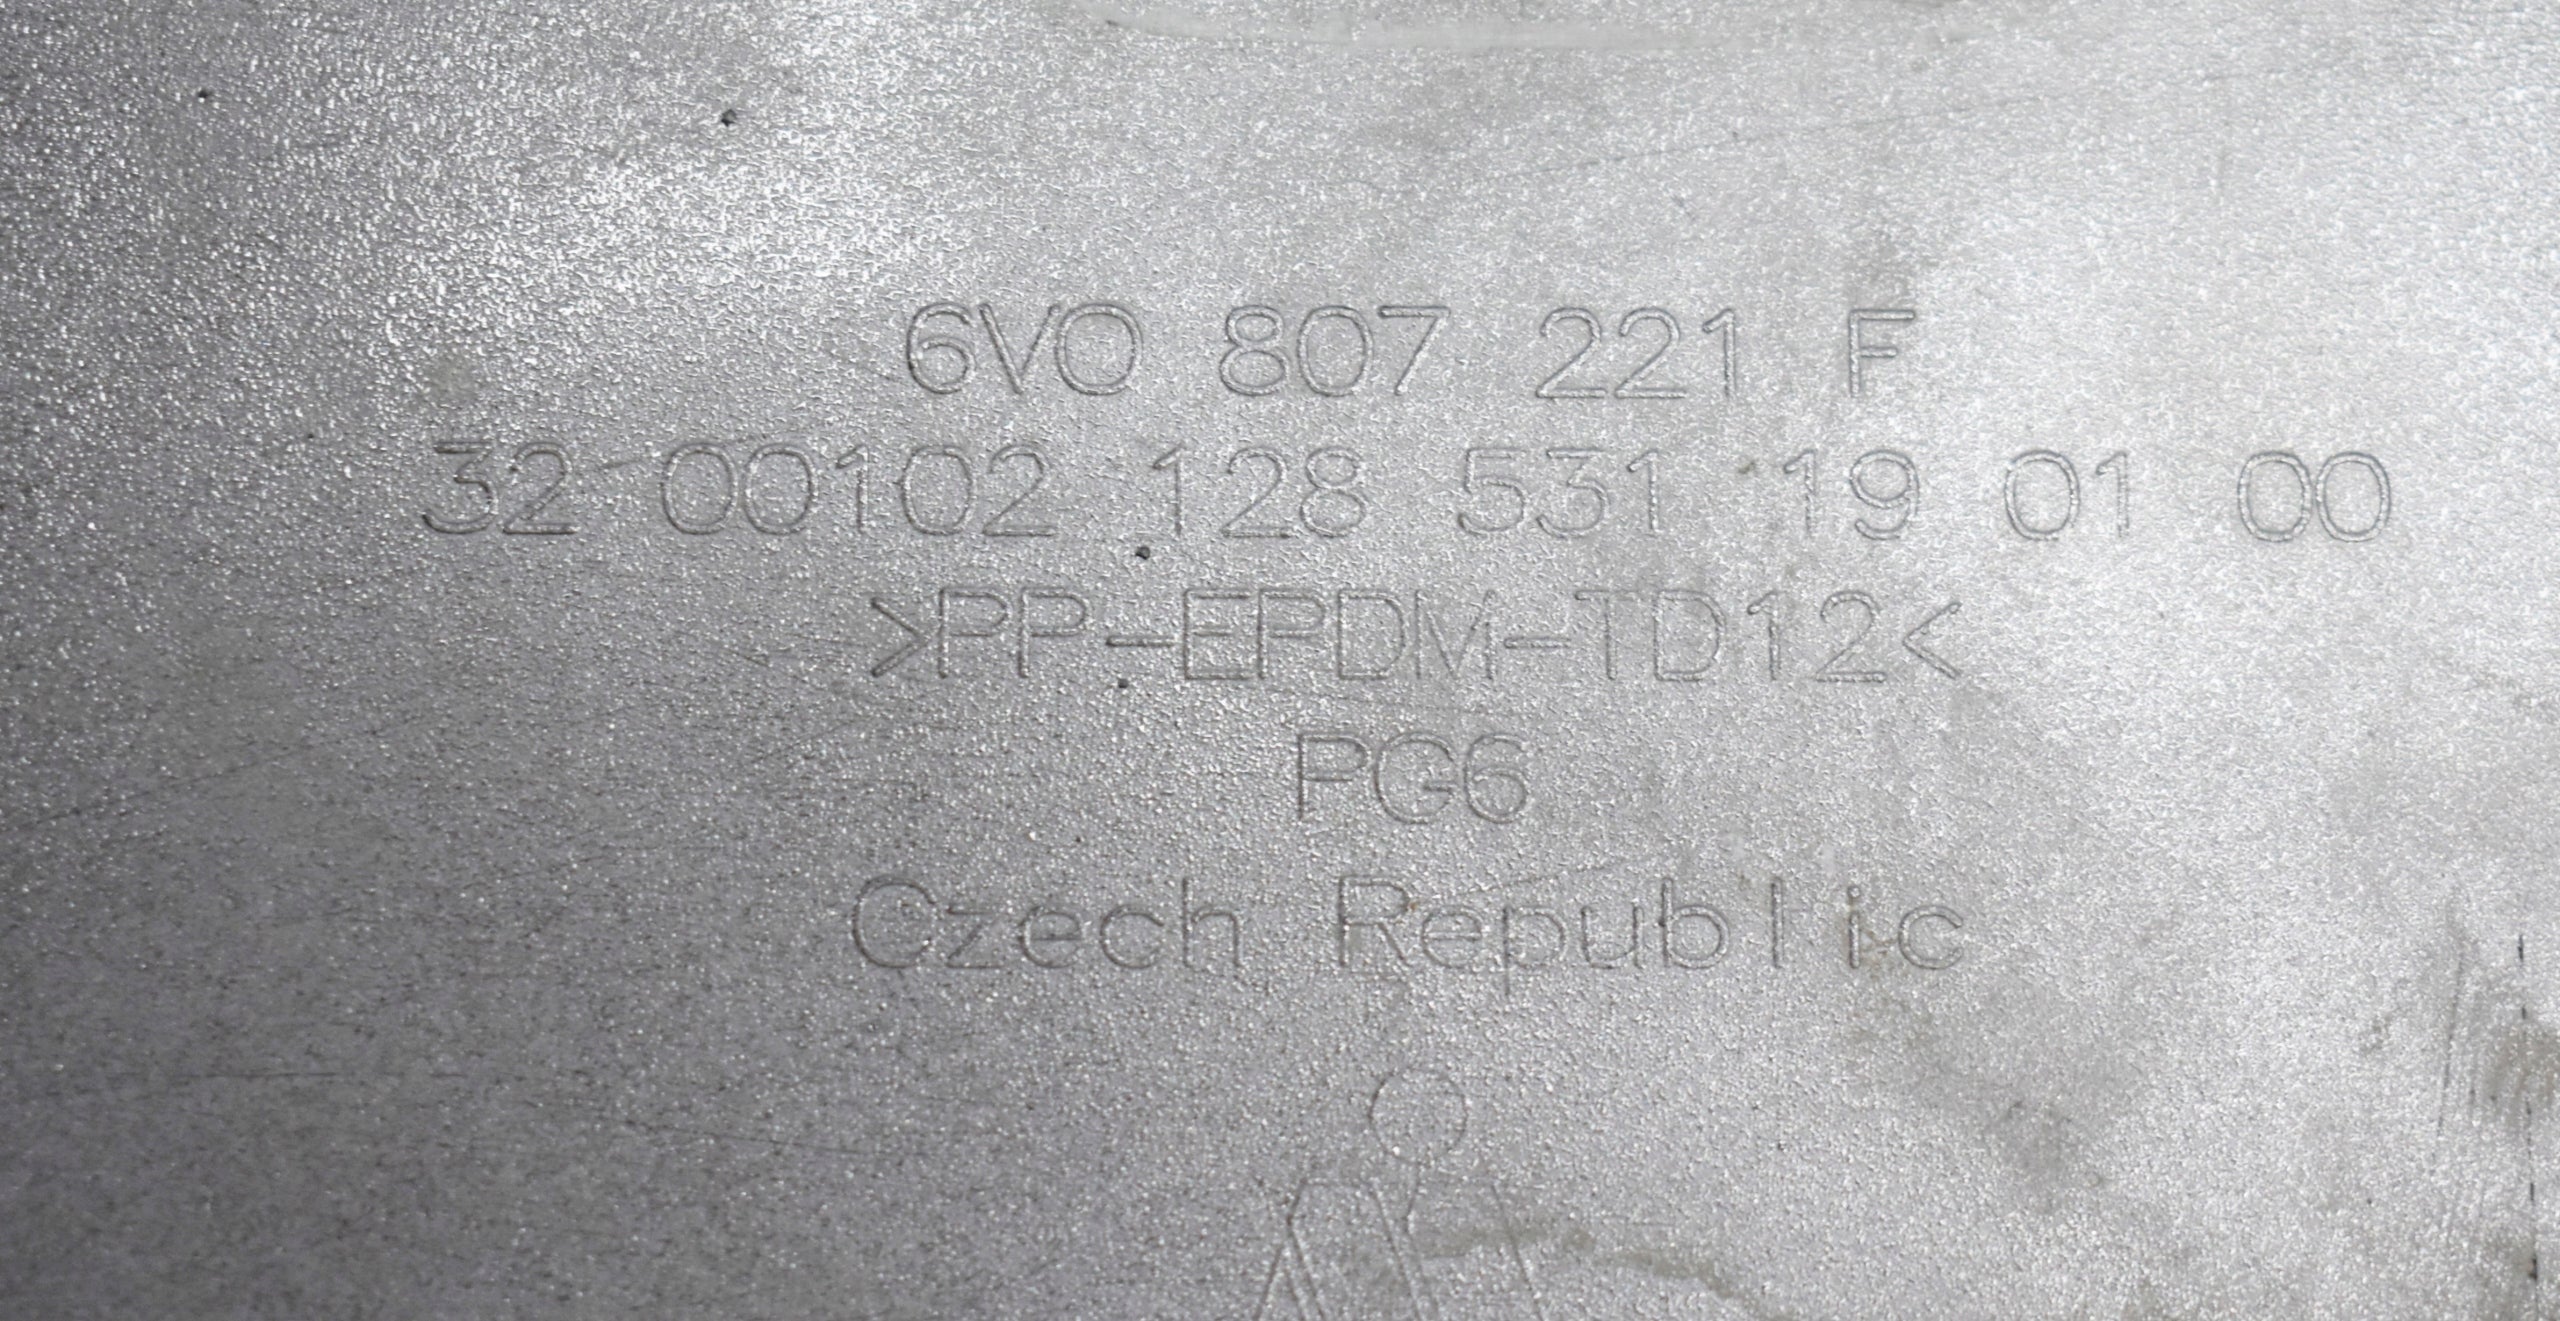 6V0 807 221 F
32 00102 128 531 19 01 00
>PP-EPDM-TD12<
PG6
Czech Republic